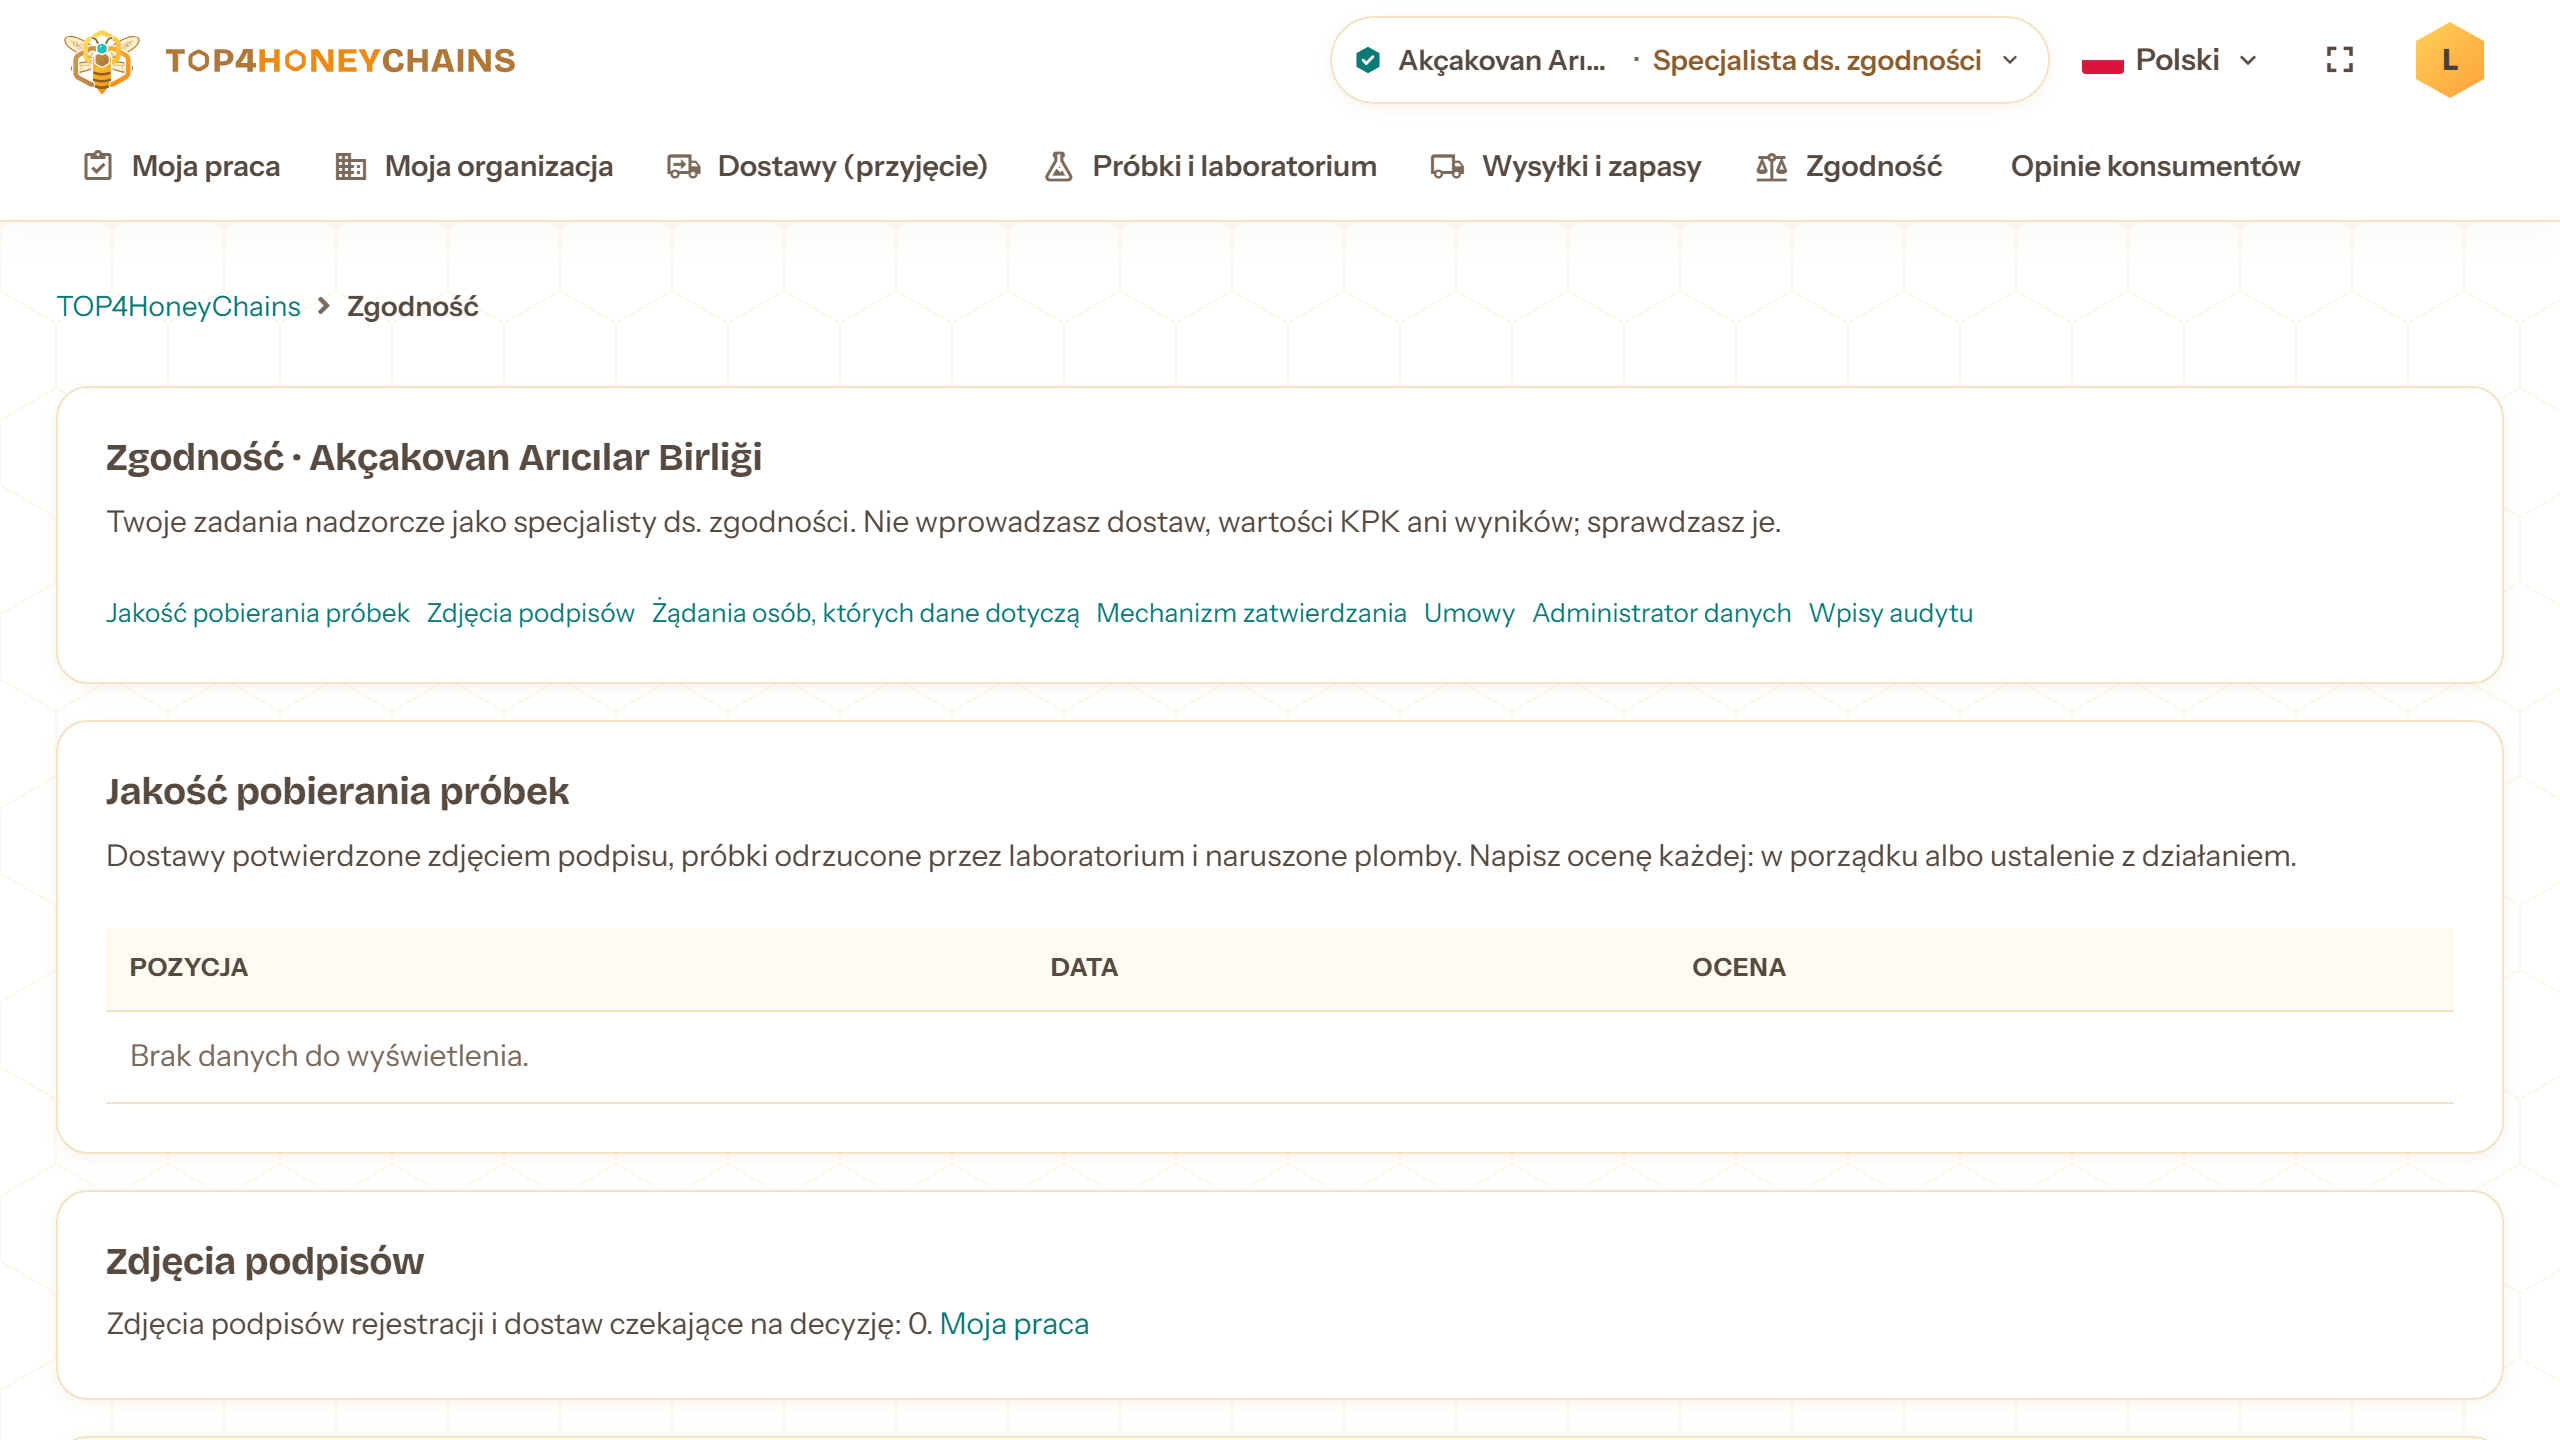 TOP4HONEYCHAINS
Akçakovan Arı... · Specjalista ds. zgodności
Polski
L
Moja praca
Moja organizacja
Dostawy (przyjęcie)
Próbki i laboratorium
Wysyłki i zapasy
Zgodność
Opinie konsumentów
TOP4HoneyChains > Zgodność
Zgodność · Akçakovan Arıcılar Birliği
Twoje zadania nadzorcze jako specjalisty ds. zgodności. Nie wprowadzasz dostaw, wartości KPK ani wyników; sprawdzasz je.
Jakość pobierania próbek Zdjęcia podpisów Żądania osób, których dane dotyczą Mechanizm zatwierdzania Umowy Administrator danych Wpisy audytu
Jakość pobierania próbek
Dostawy potwierdzone zdjęciem podpisu, próbki odrzucone przez laboratorium i naruszone plomby. Napisz ocenę każdej: w porządku albo ustalenie z działaniem.
POZYCJA DATA OCENA
Brak danych do wyświetlenia.
Zdjęcia podpisów
Zdjęcia podpisów rejestracji i dostaw czekające na decyzję: 0. Moja praca